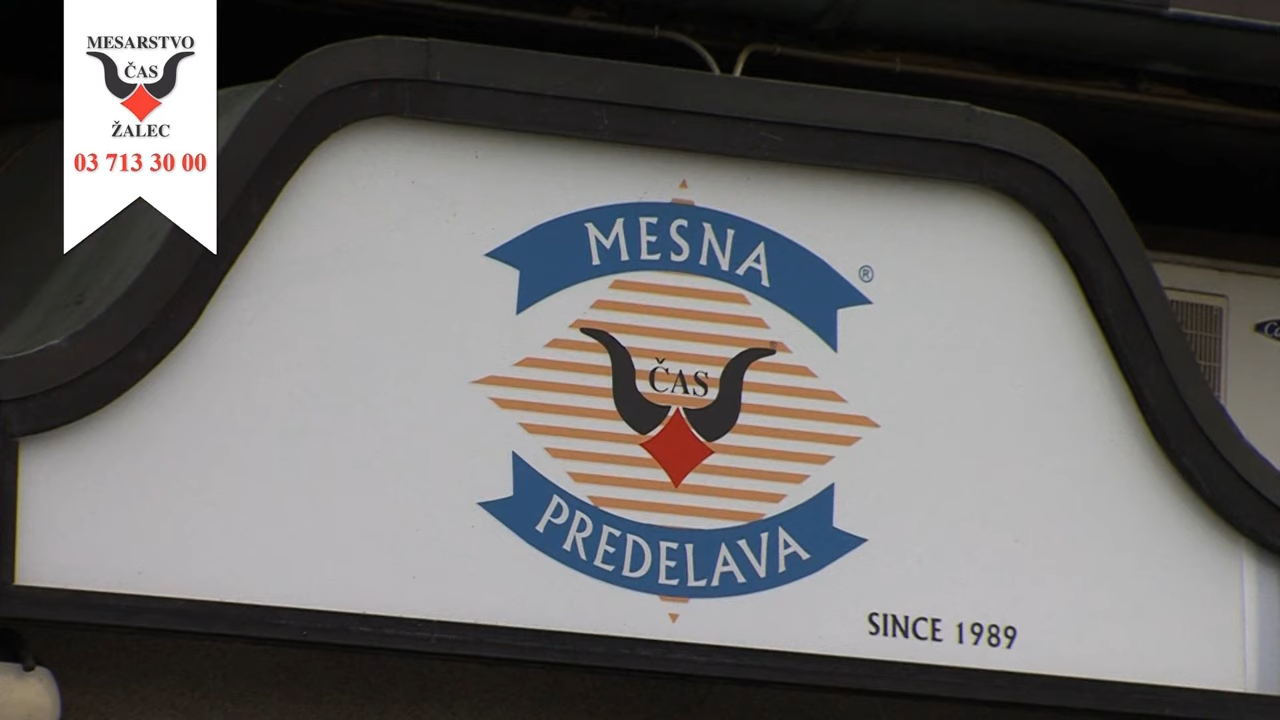 MESARSTVO
ČAS
ŽALEC
03 713 30 00
MESNA
®
ČAS
PREDELAVA
SINCE 1989